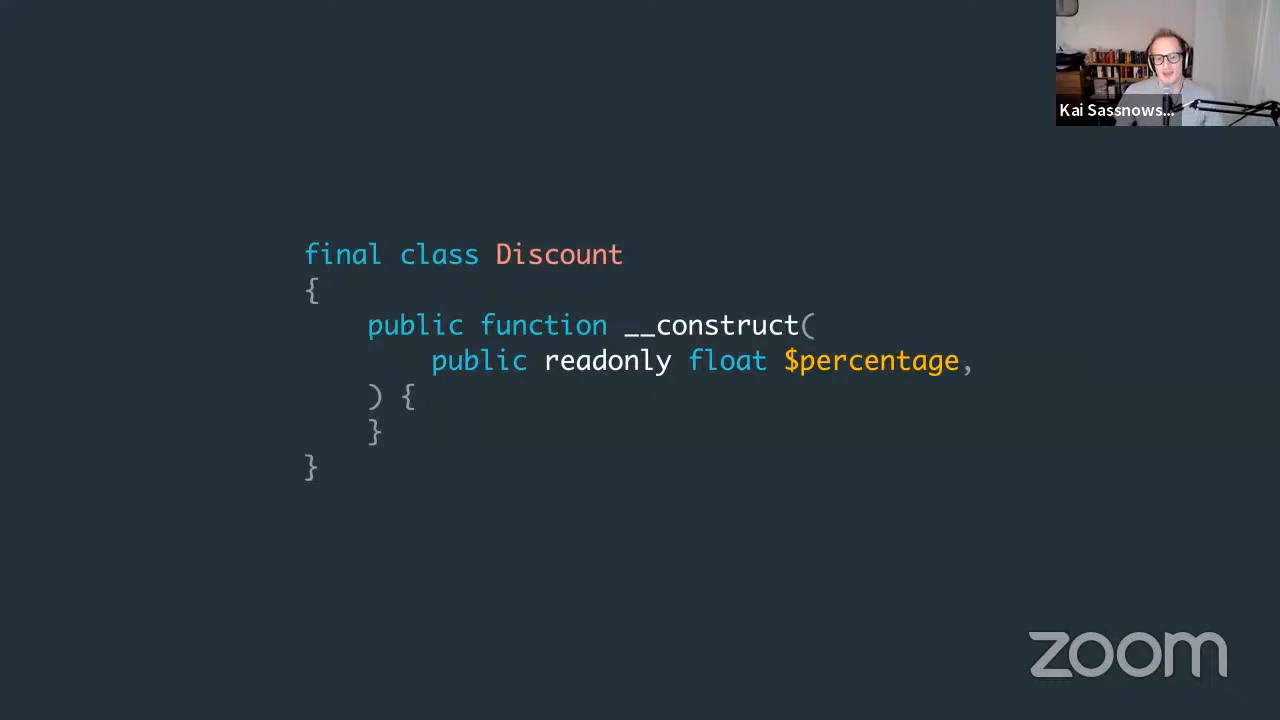 Kai Sassnows...
final class Discount
{
    public function __construct(
        public readonly float $percentage,
    ) {
    }
}
zoom